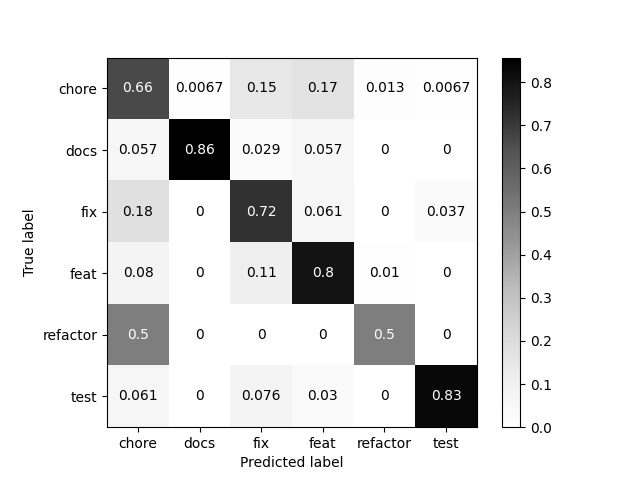 chore 0.66 0.0067 0.15 0.17 0.013 0.0067
docs 0.057 0.86 0.029 0.057 0 0
fix 0.18 0 0.72 0.061 0 0.037
feat 0.08 0 0.11 0.8 0.01 0
refactor 0.5 0 0 0 0.5 0
test 0.061 0 0.076 0.03 0 0.83
chore docs fix feat refactor test
Predicted label
True label
0.8
0.7
0.6
0.5
0.4
0.3
0.2
0.1
0.0